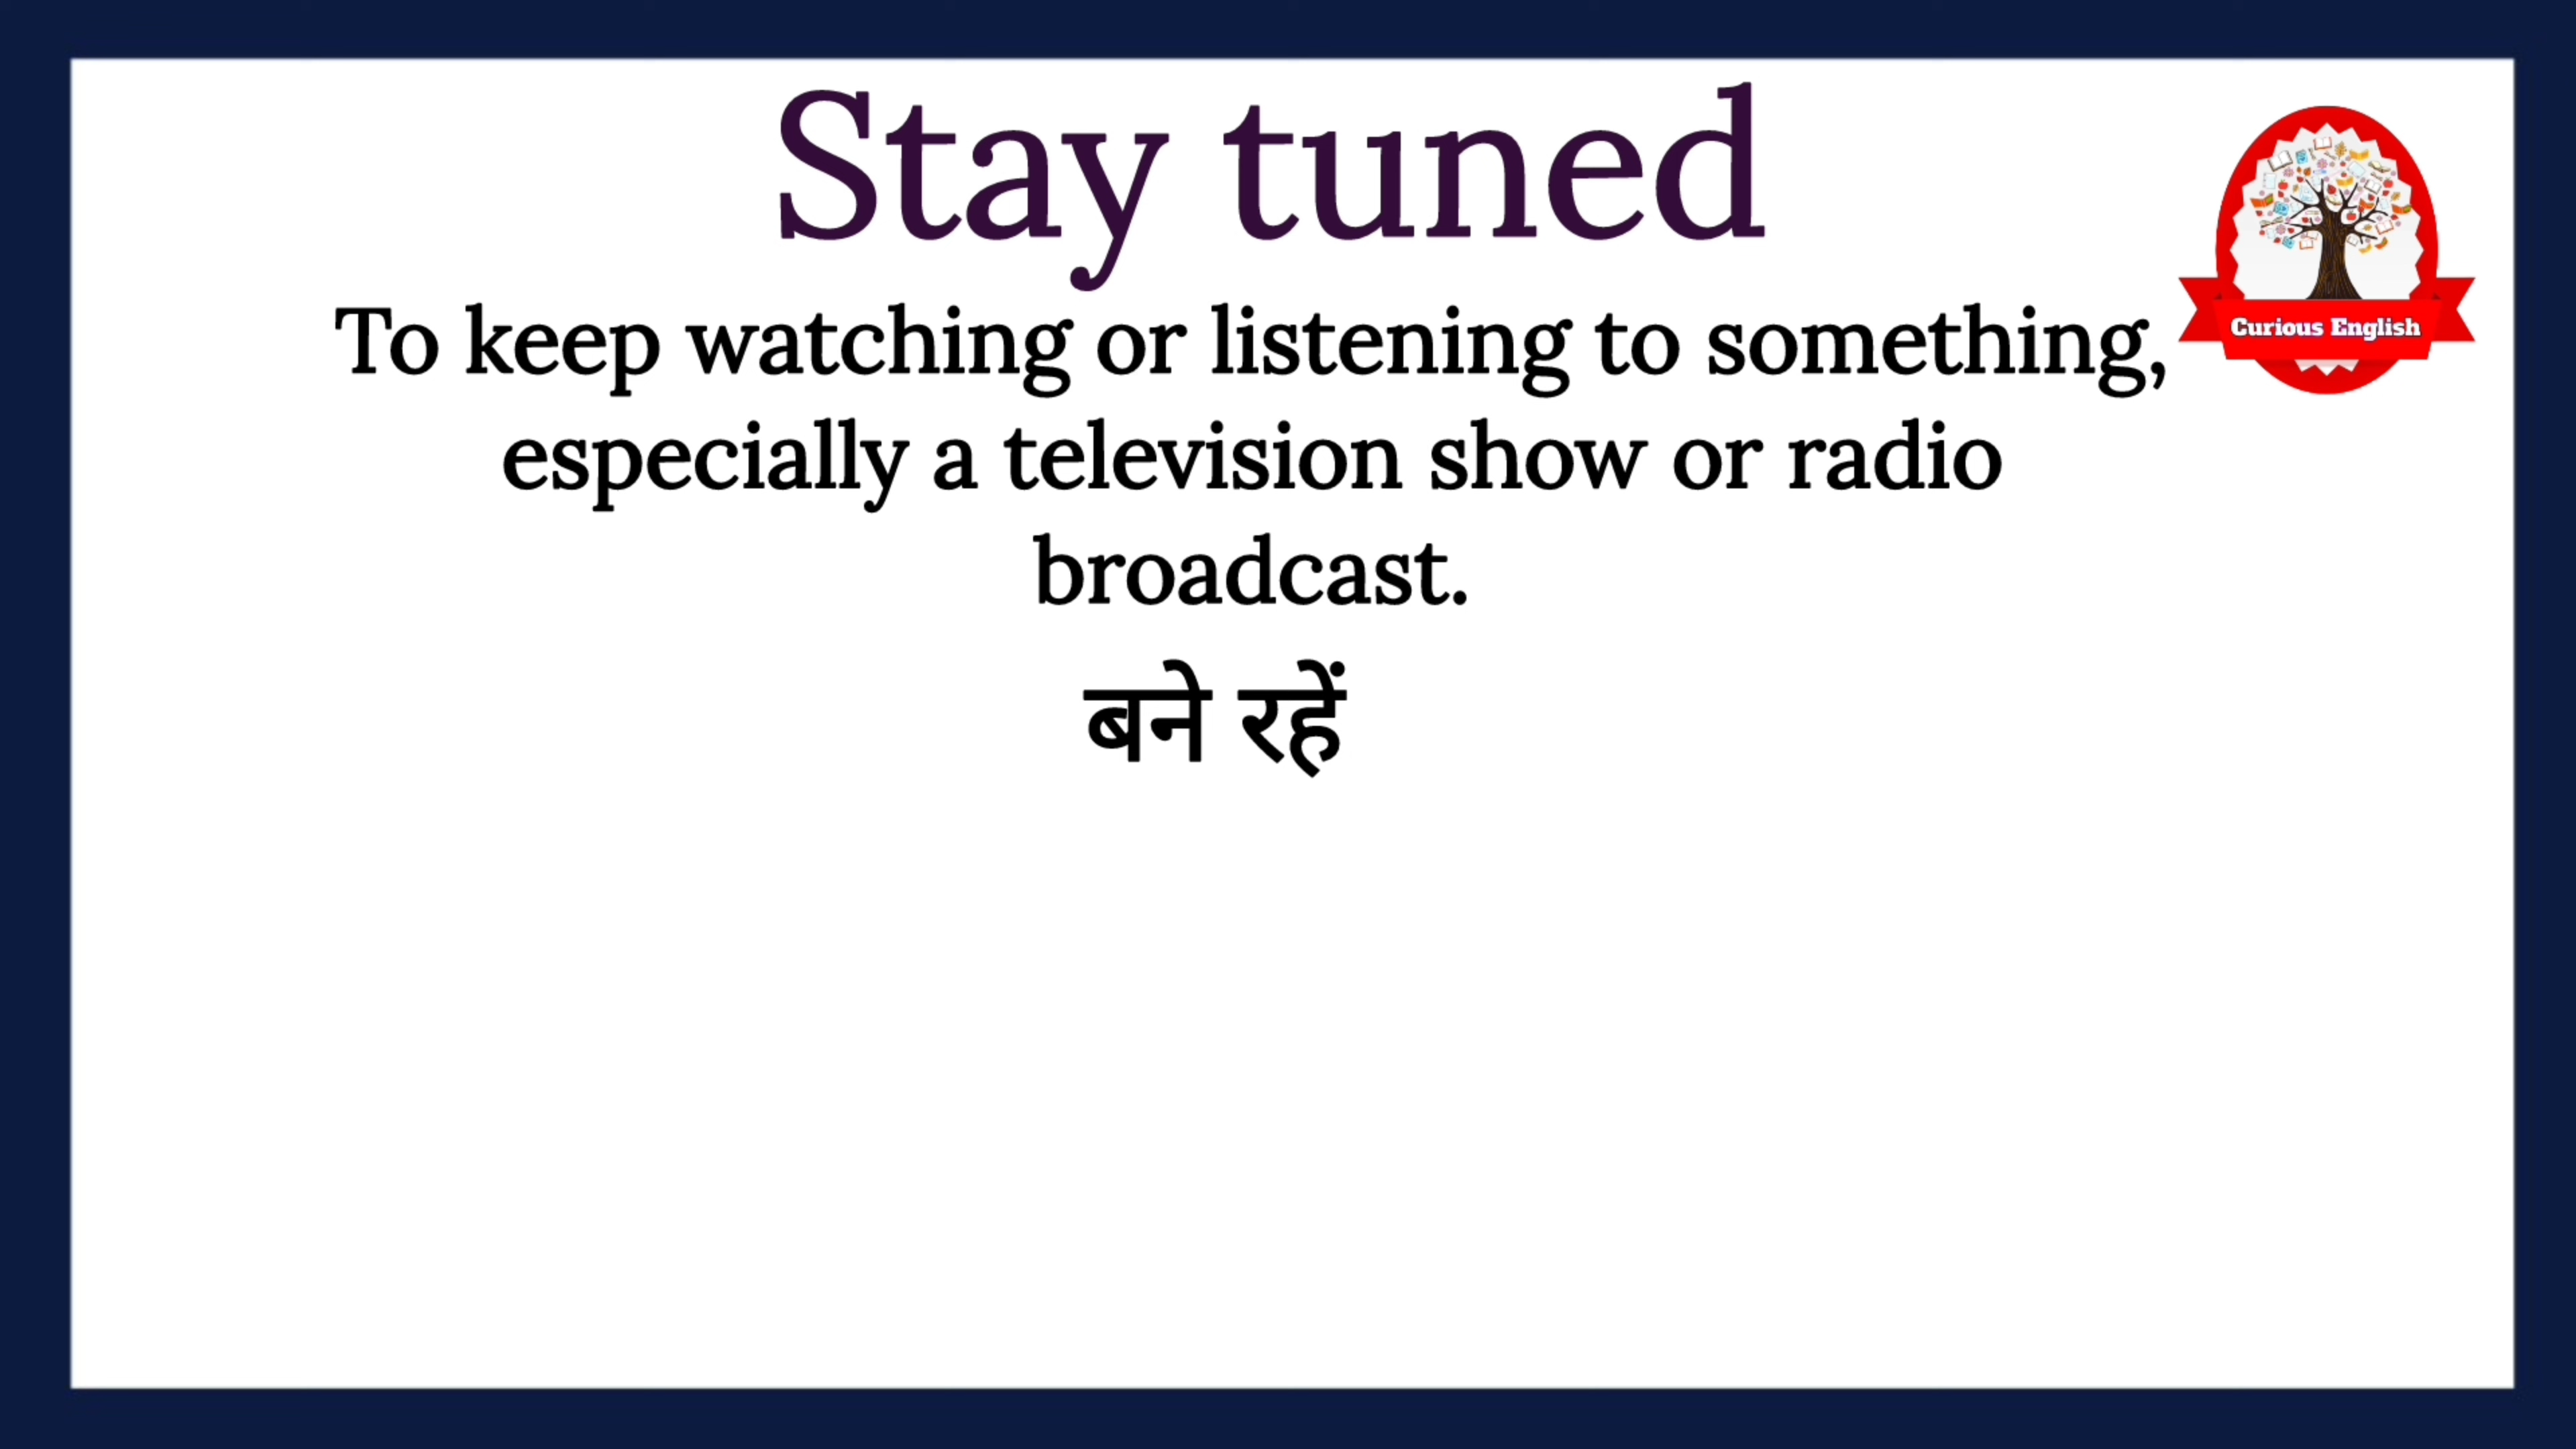 Stay tuned
To keep watching or listening to something,
especially a television show or radio
broadcast.
बने रहें
Curious English